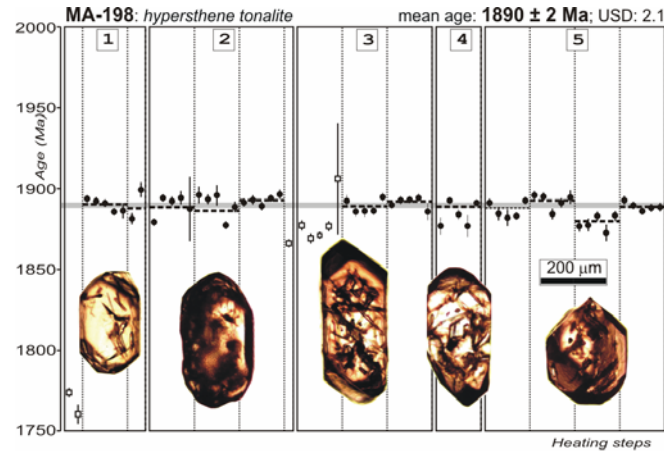 MA-198: hypersthene tonalite mean age: 1890 ± 2 Ma; USD: 2.1
2000
1 2 3 4 5
1950
Age (Ma)
1900
1850
200 µm
1800
1750
Heating steps